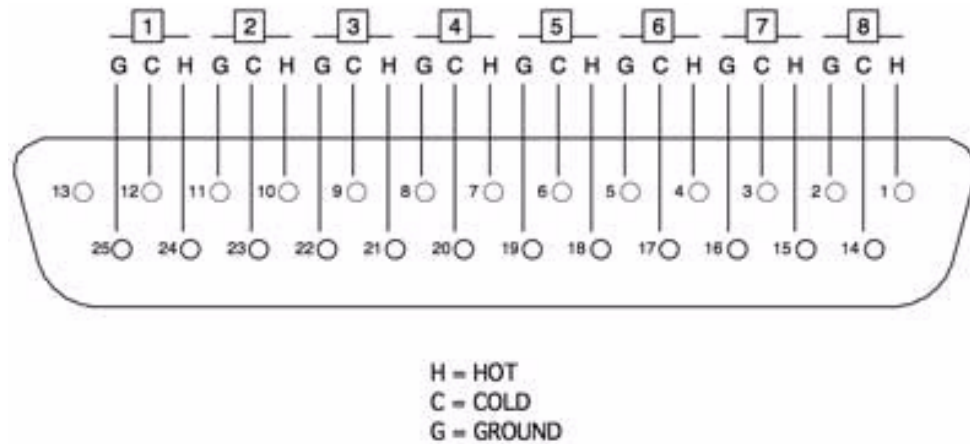 1 2 3 4 5 6 7 8
G C H G C H G C H G C H G C H G C H G C H G C H
13 12 11 10 9 8 7 6 5 4 3 2 1
25 24 23 22 21 20 19 18 17 16 15 14
H = HOT
C = COLD
G = GROUND